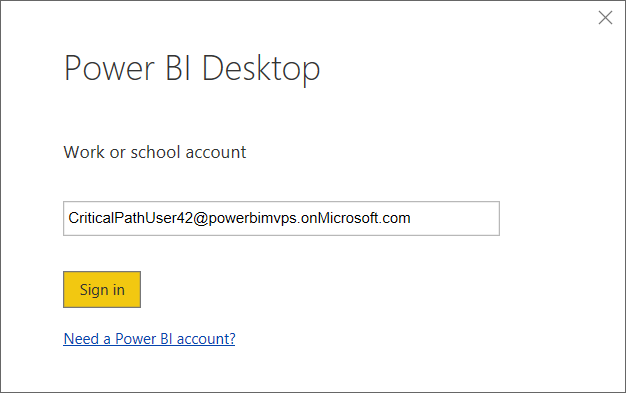 Power BI Desktop
Work or school account
CriticalPathUser42@powerbimvps.onMicrosoft.com
Sign in
Need a Power BI account?